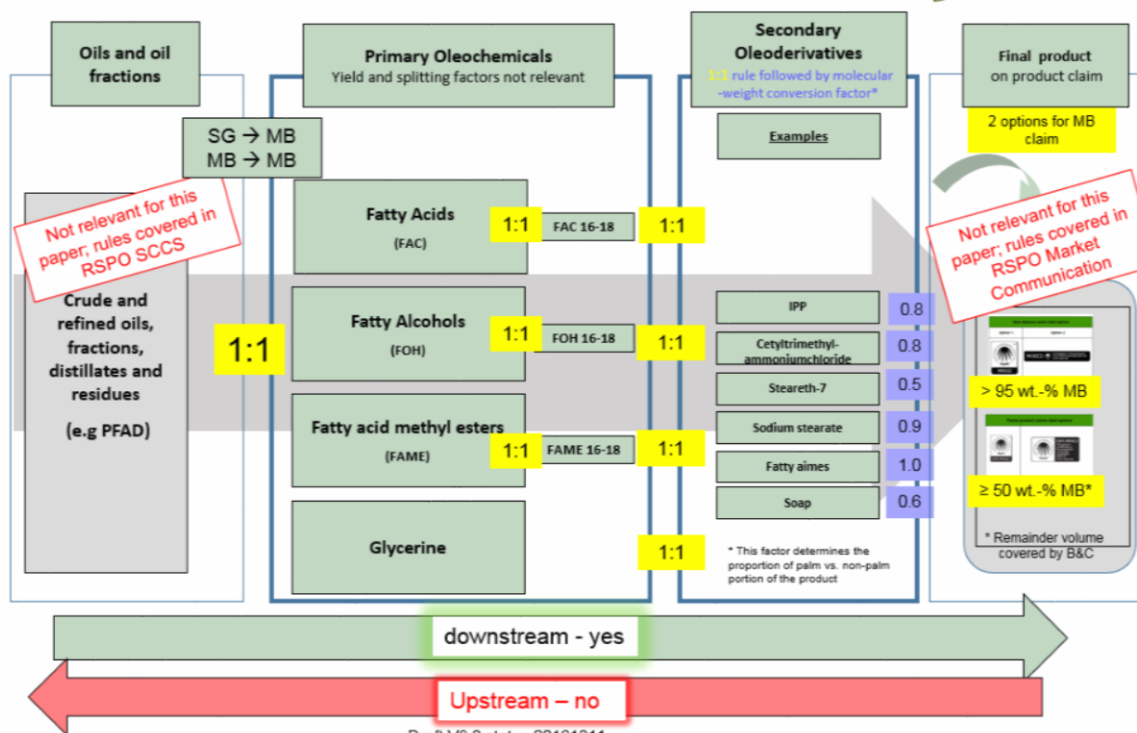 Oils and oil
fractions
Primary Oleochemicals
Yield and splitting factors not relevant
Secondary
Oleoderivatives
1:1 rule followed by molecular
-weight conversion factor*
Final product
on product claim
SG → MB
MB → MB
Examples
2 options for MB
claim
Not relevant for this
paper; rules covered in
RSPO SCCS
Crude and
refined oils,
fractions,
distillates and
residues
(e.g PFAD)
1:1
Fatty Acids
(FAC)
1:1
FAC 16-18
1:1
Fatty Alcohols
(FOH)
1:1
FOH 16-18
1:1
Fatty acid methyl esters
(FAME)
1:1
FAME 16-18
1:1
Glycerine
1:1
IPP
0.8
Cetyltrimethyl-
ammoniumchloride
0.8
Steareth-7
0.5
Sodium stearate
0.9
Fatty aimes
1.0
Soap
0.6
* This factor determines the
proportion of palm vs. non-palm
portion of the product
Not relevant for this
paper; rules covered in
RSPO Market
Communication
MIXED
> 95 wt.-% MB
≥ 50 wt.-% MB*
* Remainder volume
covered by B&C
downstream - yes
Upstream – no